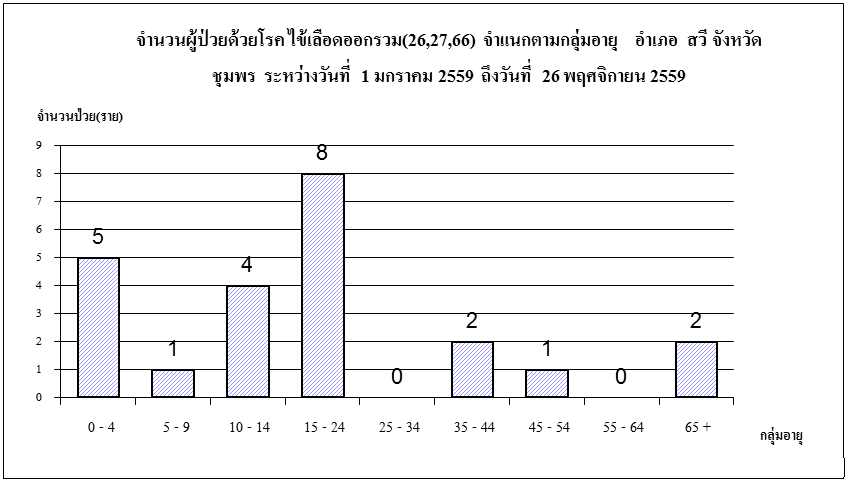 จำนวนผู้ป่วยด้วยโรค ไข้เลือดออกรวม(26,27,66) จำแนกตามกลุ่มอายุ อำเภอ สวี จังหวัด
ชุมพร ระหว่างวันที่ 1 มกราคม 2559 ถึงวันที่ 26 พฤศจิกายน 2559
จำนวนป่วย(ราย)
9
8
7
6
5
4
3
2
1
0
5
1
4
8
0
2
1
0
2
0 - 4
5 - 9
10 - 14
15 - 24
25 - 34
35 - 44
45 - 54
55 - 64
65 +
กลุ่มอายุ